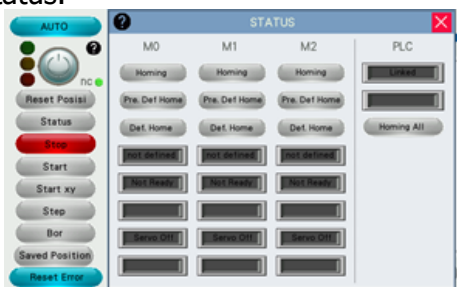 tatus.
AUTO
?
nc
Reset Posisi
Status
Stop
Start
Start xy
Step
Bor
Saved Position
Reset Error
? STATUS X
M0 M1 M2 PLC
Homing Homing Homing Linked
Pre. Def Home Pre. Def Home Pre. Def Home
Def. Home Def. Home Def. Home Homing All
not defined not defined not defined
Not Ready Not Ready Not Ready
Servo Off Servo Off Servo Off